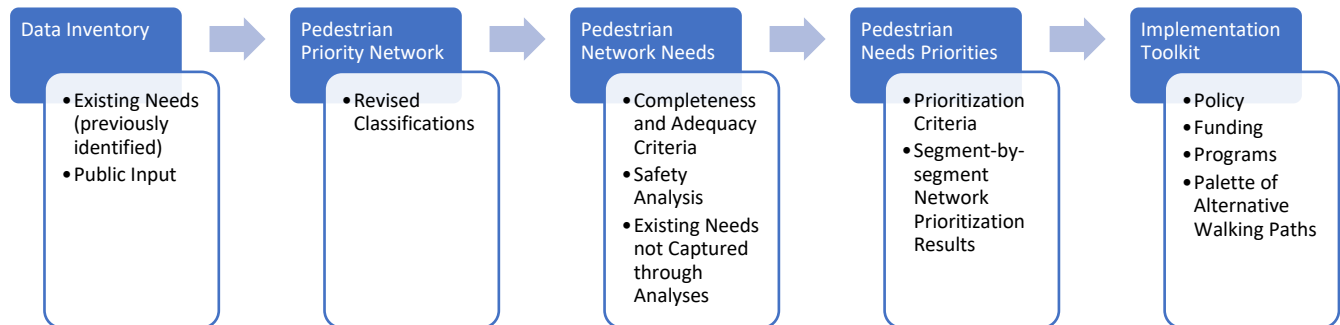 Data Inventory
• Existing Needs
(previously
identified)
• Public Input
Pedestrian
Priority Network
• Revised
Classifications
Pedestrian
Network Needs
• Completeness
and Adequacy
Criteria
• Safety
Analysis
• Existing Needs
not Captured
through
Analyses
Pedestrian
Needs Priorities
• Prioritization
Criteria
• Segment-by-
segment
Network
Prioritization
Results
Implementation
Toolkit
• Policy
• Funding
• Programs
• Palette of
Alternative
Walking Paths